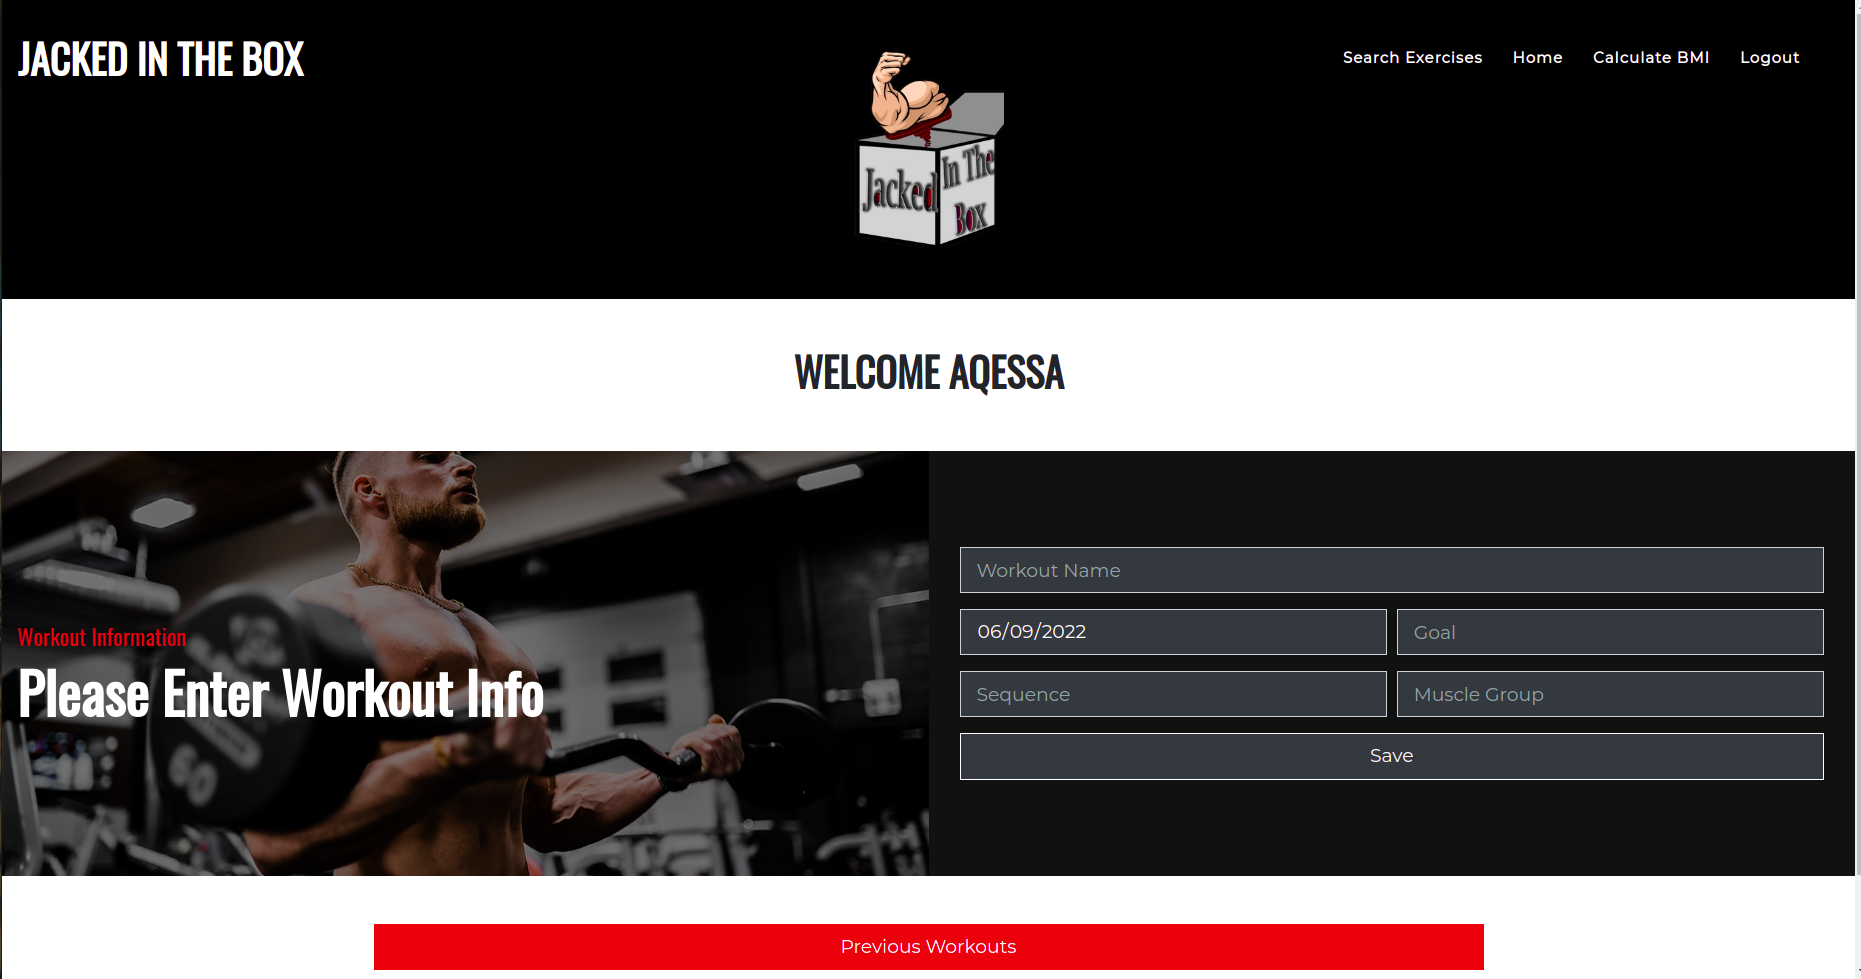 JACKED IN THE BOX
Search Exercises Home Calculate BMI Logout
Jacked In The
Box
WELCOME AQESSA
Workout Information
Please Enter Workout Info
60
Workout Name
06/09/2022 Goal
Sequence Muscle Group
Save
Previous Workouts